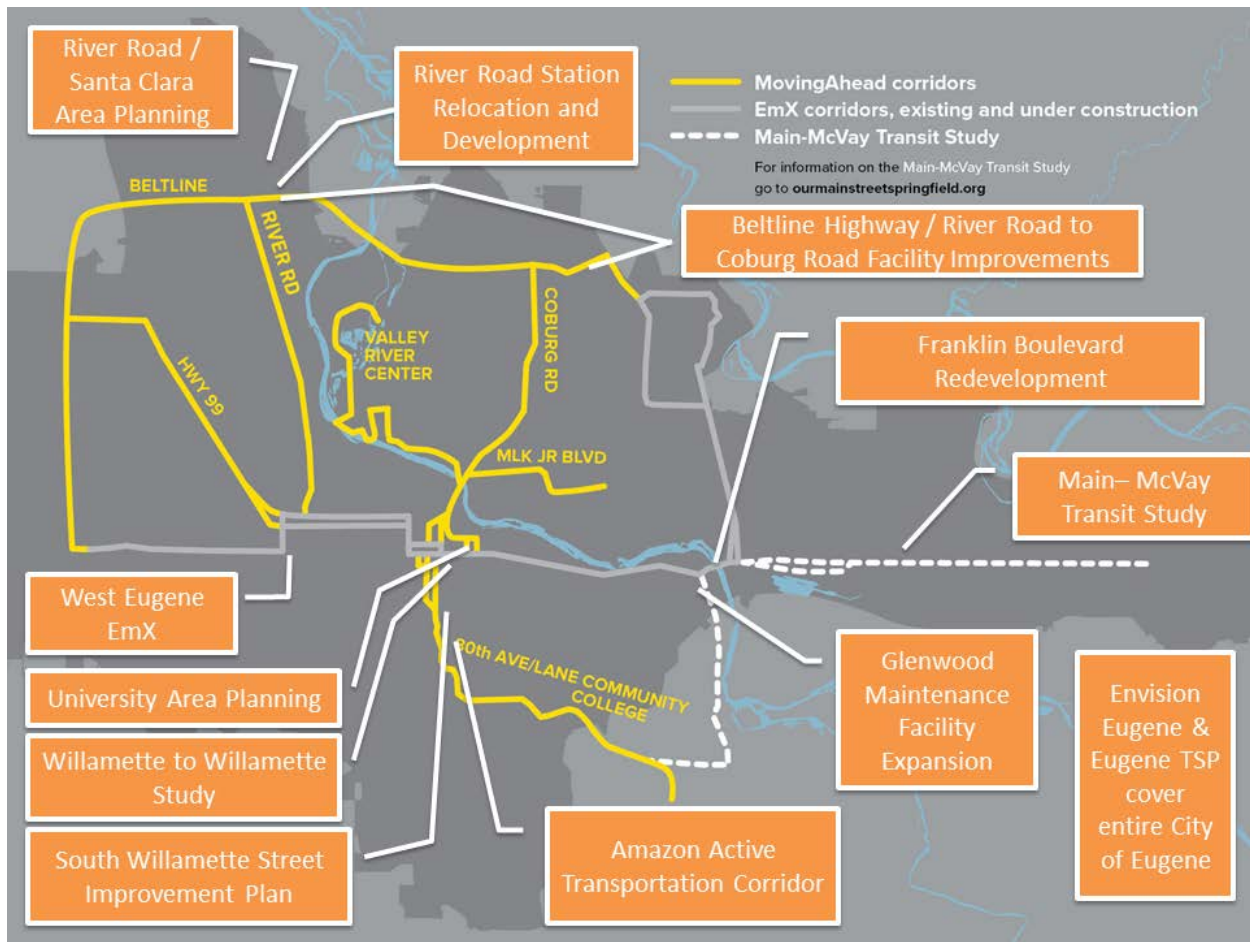 River Road /
Santa Clara
Area Planning
River Road Station
Relocation and
Development
MovingAhead corridors
EmX corridors, existing and under construction
Main-McVay Transit Study
For information on the Main-McVay Transit Study
go to ourmainstreetspringfield.org
BELTLINE
RIVER RD
Beltline Highway / River Road to
Coburg Road Facility Improvements
COBURG RD
VALLEY
RIVER
CENTER
HWY 99
Franklin Boulevard
Redevelopment
MLK JR BLVD
Main– McVay
Transit Study
West Eugene
EmX
30th AVE/LANE COMMUNITY
COLLEGE
University Area Planning
Willamette to Willamette
Study
South Willamette Street
Improvement Plan
Amazon Active
Transportation Corridor
Glenwood
Maintenance
Facility
Expansion
Envision
Eugene &
Eugene TSP
cover
entire City
of Eugene